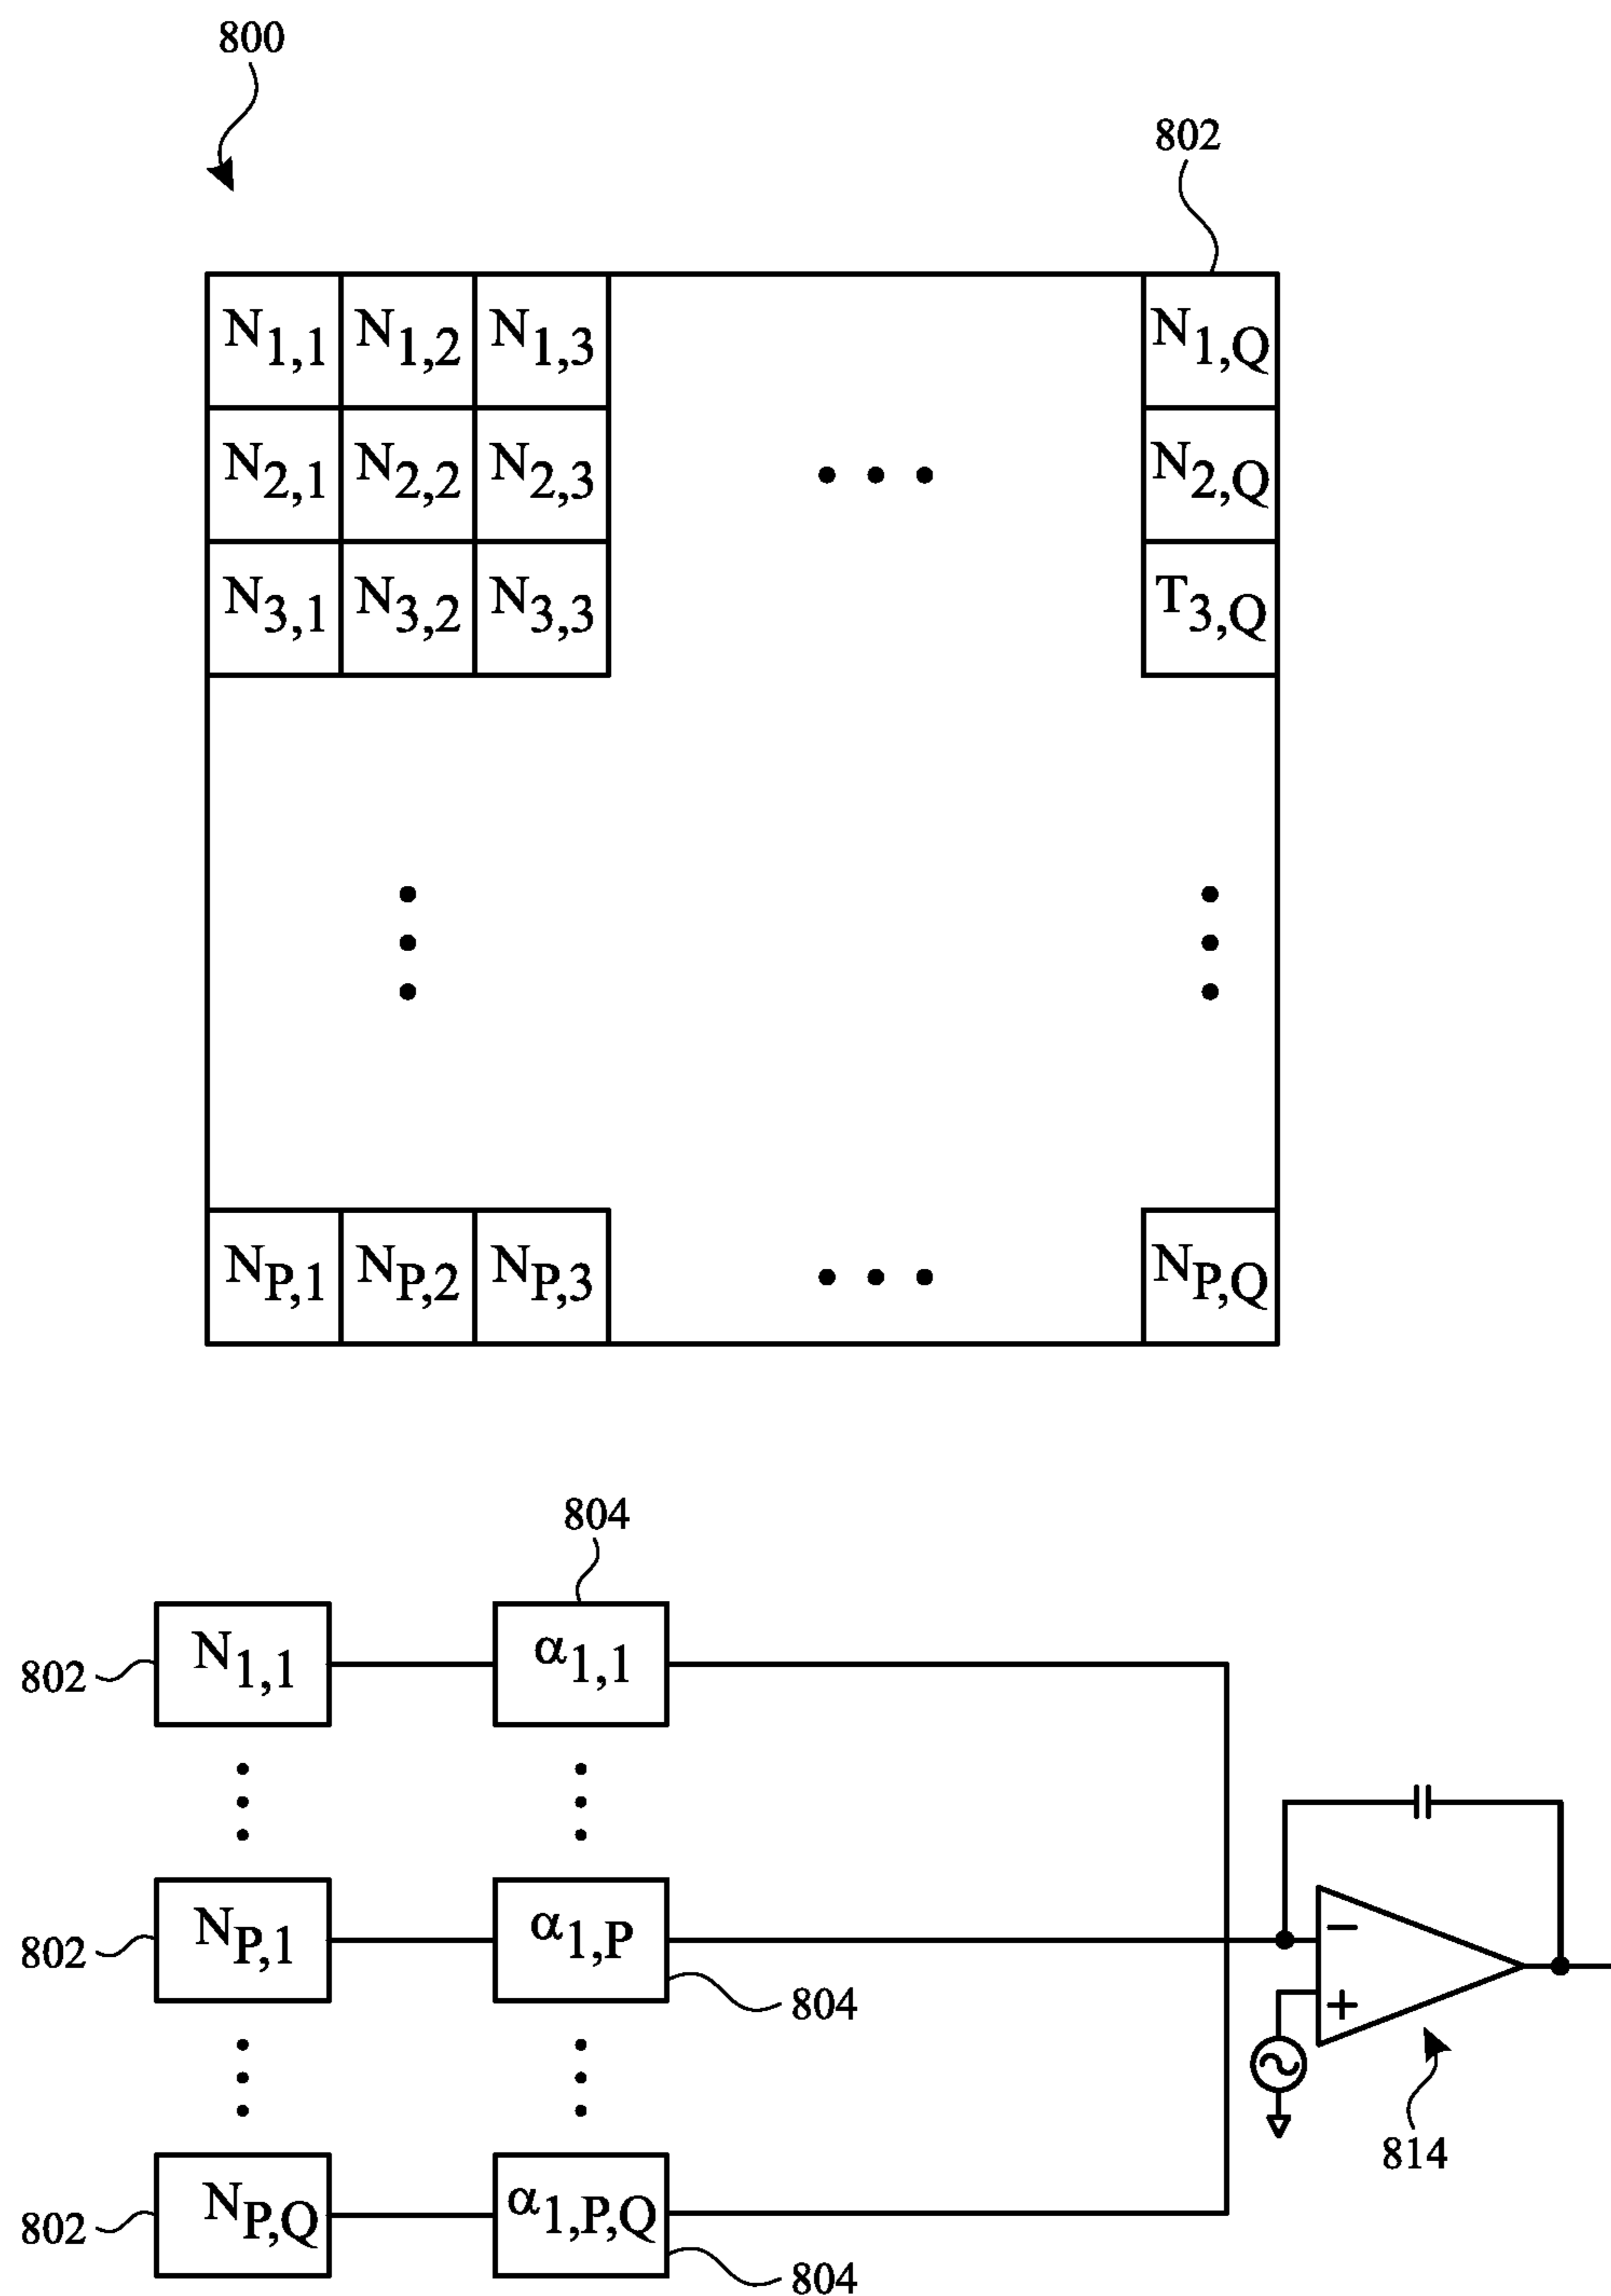 800
802
N1,1 N1,2 N1,3 N1,Q
N2,1 N2,2 N2,3 • • • N2,Q
N3,1 N3,2 N3,3 T3,Q
NP,1 NP,2 NP,3 • • • NP,Q
804
802 N1,1 α1,1
802 NP,1 α1,P
−
+
804
814
802 NP,Q α1,P,Q
804